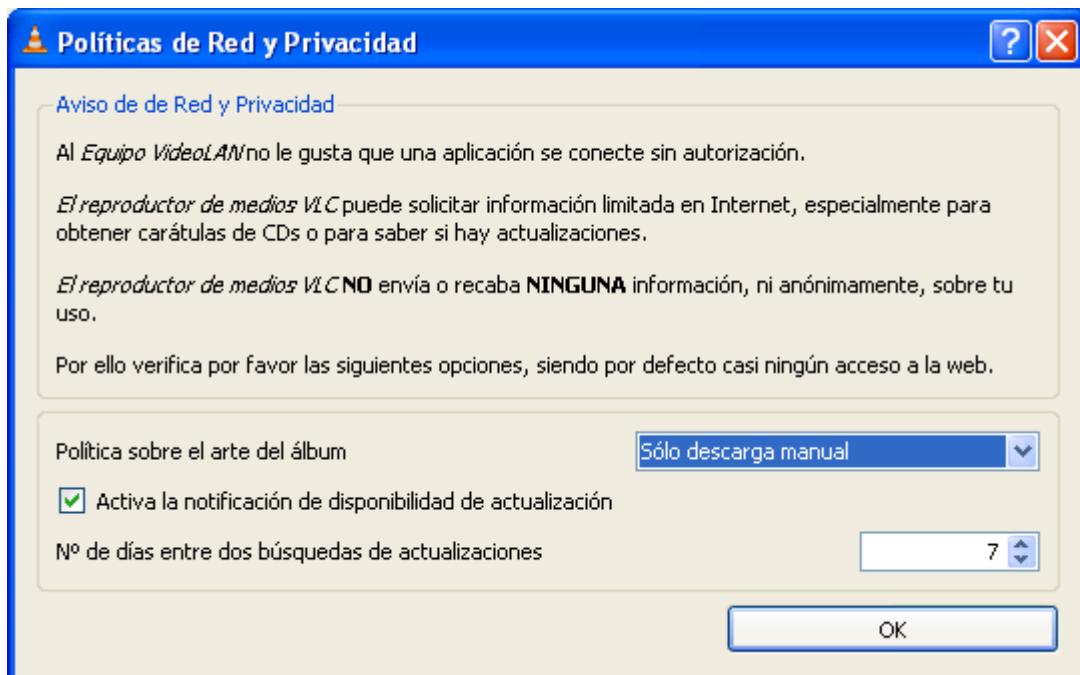 Políticas de Red y Privacidad
?
Aviso de de Red y Privacidad
Al Equipo VideoLAN no le gusta que una aplicación se conecte sin autorización.
El reproductor de medios VLC puede solicitar información limitada en Internet, especialmente para
obtener carátulas de CDs o para saber si hay actualizaciones.
El reproductor de medios VLC NO envía o recaba NINGUNA información, ni anónimamente, sobre tu
uso.
Por ello verifica por favor las siguientes opciones, siendo por defecto casi ningún acceso a la web.
Política sobre el arte del álbum
Sólo descarga manual
Activa la notificación de disponibilidad de actualización
Nº de días entre dos búsquedas de actualizaciones
7
OK